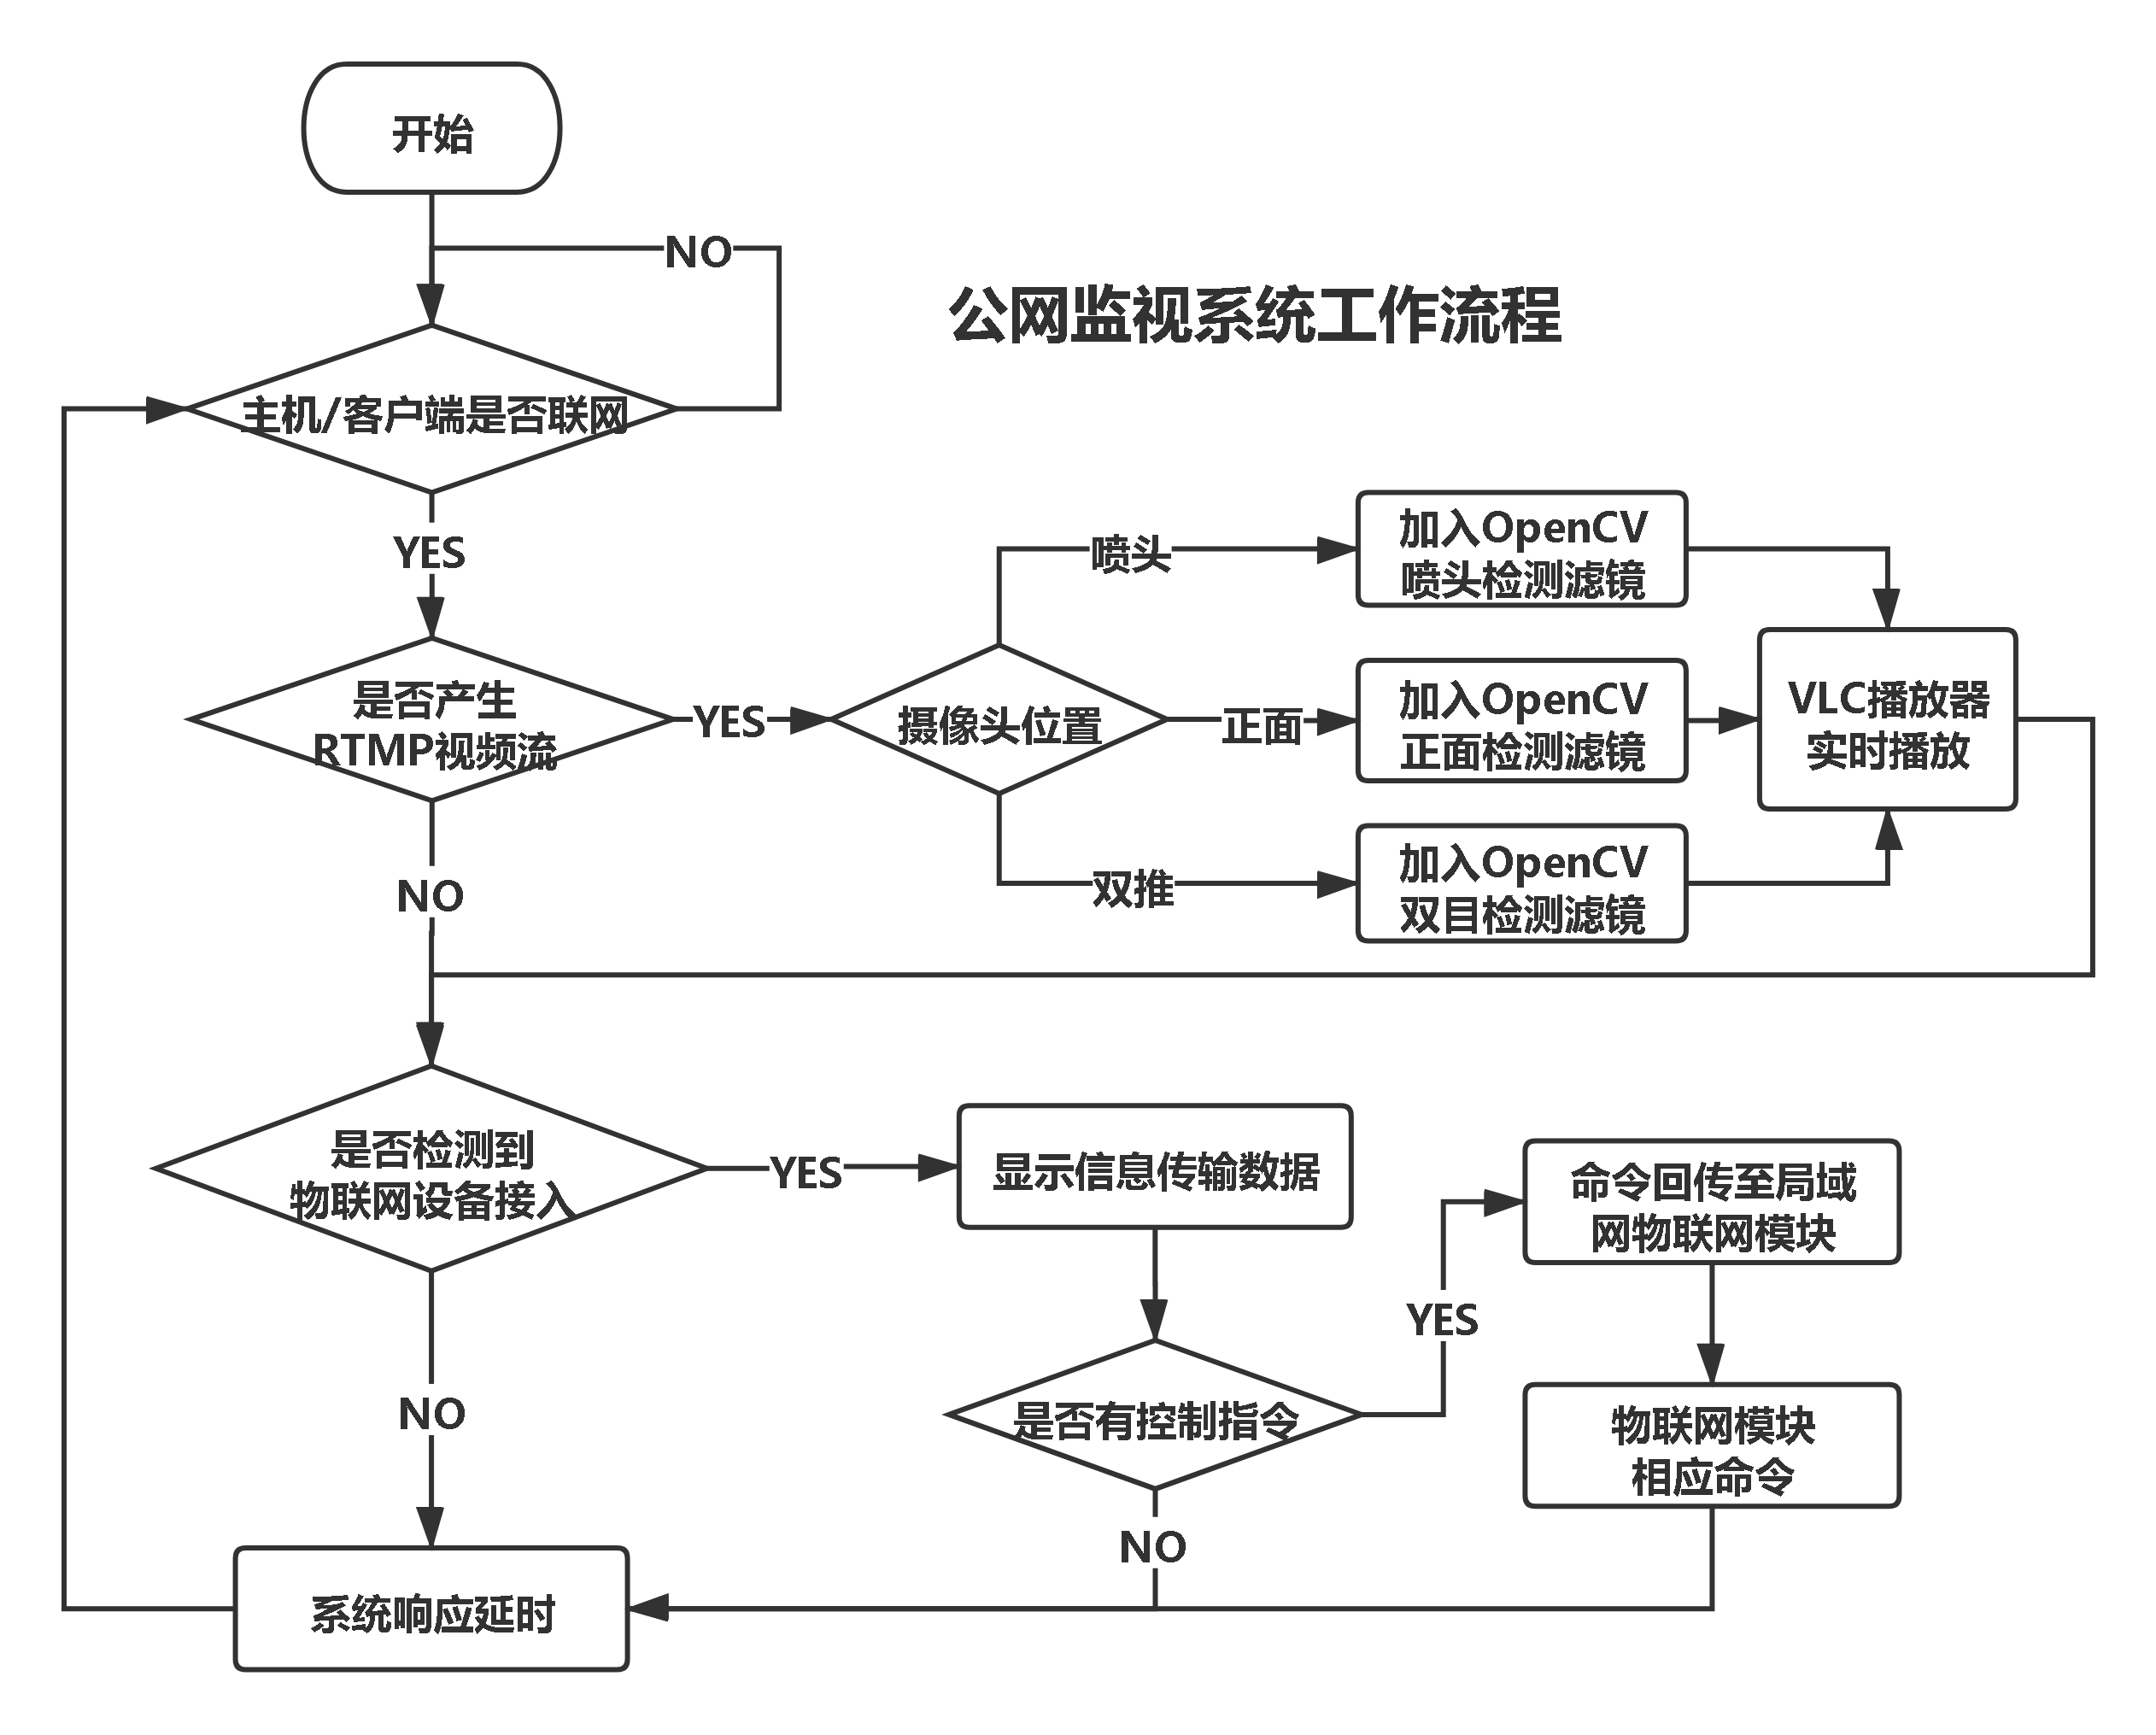 开始
NO
公网监视系统工作流程
主机/客户端是否联网
YES
喷头
加入OpenCV
喷头检测滤镜
是否产生
RTMP视频流
YES
摄像头位置
正面
加入OpenCV
正面检测滤镜
VLC播放器
实时播放
NO
双推
加入OpenCV
双目检测滤镜
是否检测到
物联网设备接入
YES
显示信息传输数据
命令回传至局域
网物联网模块
YES
NO
是否有控制指令
物联网模块
相应命令
NO
系统响应延时